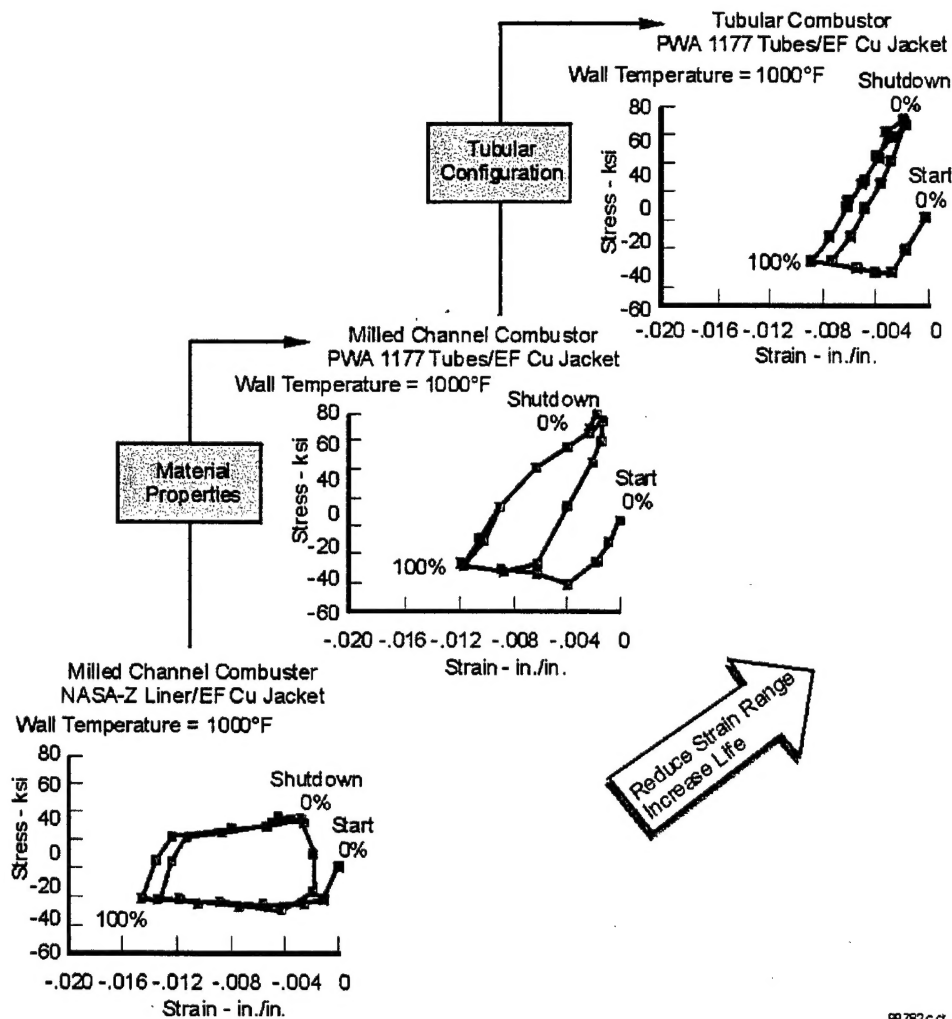 Tubular Combustor
PWA 1177 Tubes/EF Cu Jacket
Wall Temperature = 1000°F
Shutdown
0%
Start
0%
100%
Stress - ksi
80
60
40
20
0
-20
-40
-60
-.020 -.016 -.012 -.008 -.004 0
Strain - in./in.
Tubular
Configuration
Milled Channel Combustor
PWA 1177 Tubes/EF Cu Jacket
Wall Temperature = 1000°F
Shutdown
0%
Start
0%
100%
Stress - ksi
80
60
40
20
0
-20
-40
-60
-.020 -.016 -.012 -.008 -.004 0
Strain - in./in.
Material
Properties
Milled Channel Combuster
NASA-Z Liner/EF Cu Jacket
Wall Temperature = 1000°F
Shutdown
0%
Start
0%
100%
Stress - ksi
80
60
40
20
0
-20
-40
-60
-.020 -.016 -.012 -.008 -.004 0
Strain - in./in.
Reduce Strain Range
Increase Life